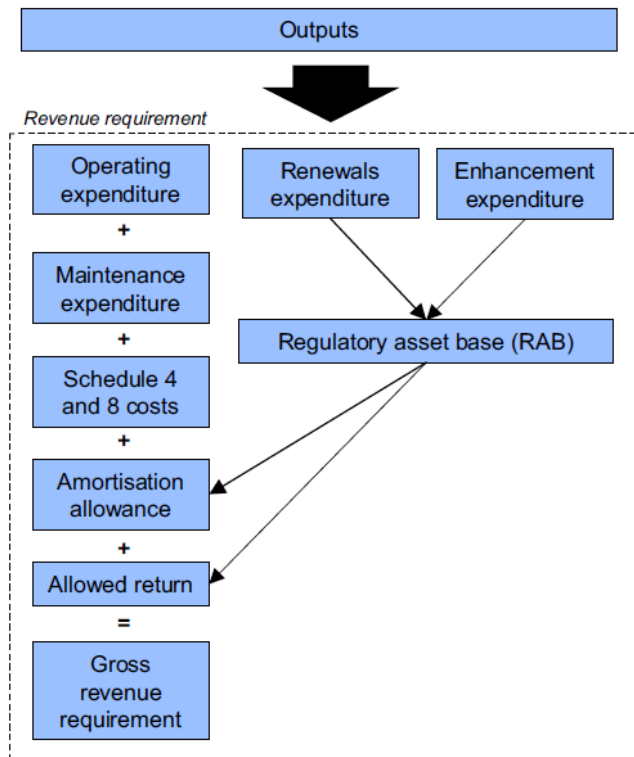 Outputs
Revenue requirement
Operating
expenditure
+
Maintenance
expenditure
+
Schedule 4
and 8 costs
+
Amortisation
allowance
+
Allowed return
=
Gross
revenue
requirement
Renewals
expenditure
Enhancement
expenditure
Regulatory asset base (RAB)